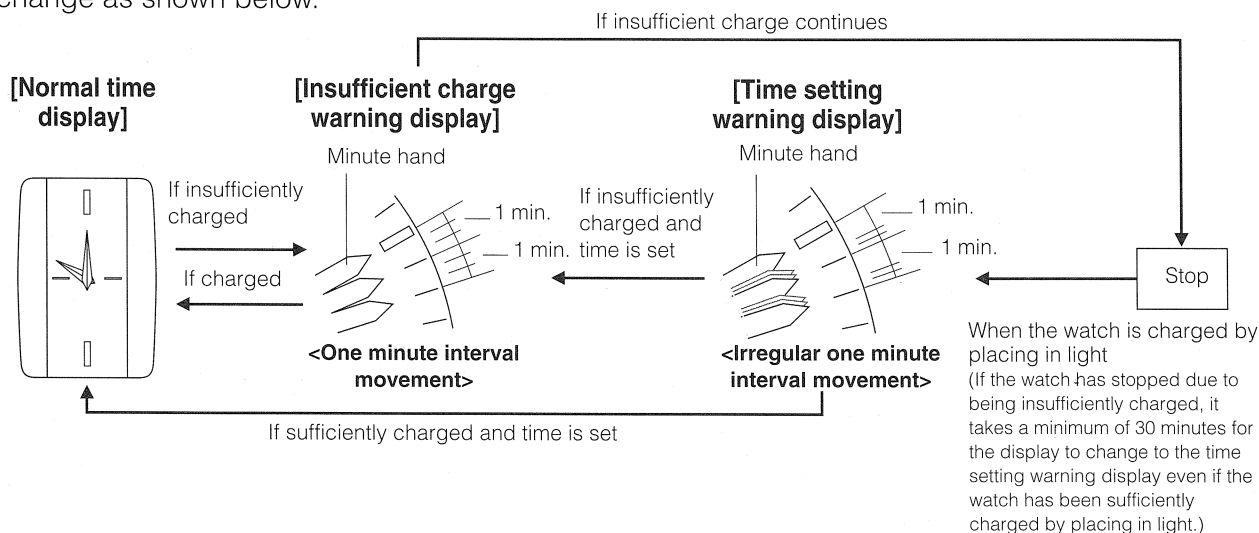 change as shown below.
If insufficient charge continues
[Normal time
display]
[Insufficient charge
warning display]
[Time setting
warning display]
Minute hand
Minute hand
If insufficiently
charged
If charged
1 min.
1 min.
If insufficiently
charged and
time is set
1 min.
1 min.
Stop
<One minute interval
movement>
<Irregular one minute
interval movement>
If sufficiently charged and time is set
When the watch is charged by
placing in light
(If the watch has stopped due to
being insufficiently charged, it
takes a minimum of 30 minutes for
the display to change to the time
setting warning display even if the
watch has been sufficiently
charged by placing in light.)